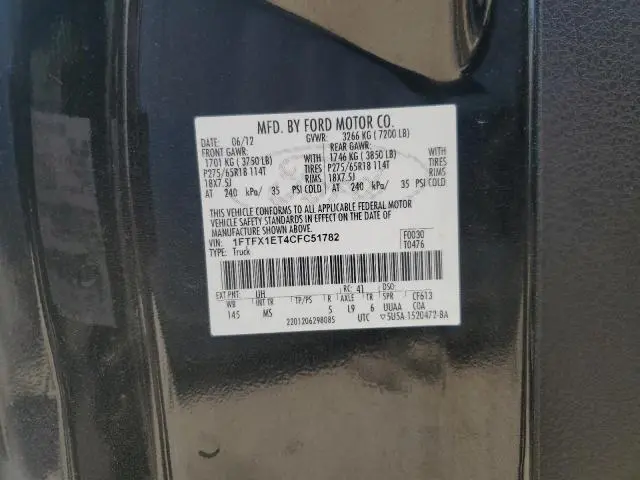 MFD. BY FORD MOTOR CO.
DATE: 06/12 GVWR: 3266 KG ( 7200 LB)
FRONT GAWR: REAR GAWR:
1701 KG ( 3750 LB) WITH 1746 KG ( 3850 LB) WITH
P275/65R18 114T TIRES P275/65R18 114T TIRES
18X7.5J RIMS 18X7.5J RIMS
AT 240 kPa/ 35 PSI COLD AT 240 kPa/ 35 PSI COLD
THIS VEHICLE CONFORMS TO ALL APPLICABLE FEDERAL MOTOR
VEHICLE SAFETY STANDARDS IN EFFECT ON THE DATE OF
MANUFACTURE SHOWN ABOVE.
VIN: 1FTFX1ET4CFC51782 F0030
TYPE: Truck T0476
EXT PNT: UH RC: 41 DSO:
WB INT TR TP/PS R AXLE TR SPR CF613
145 MS 5 L9 6 UUAA COA
2201206298085 UTC 5U5A-1520472-BA